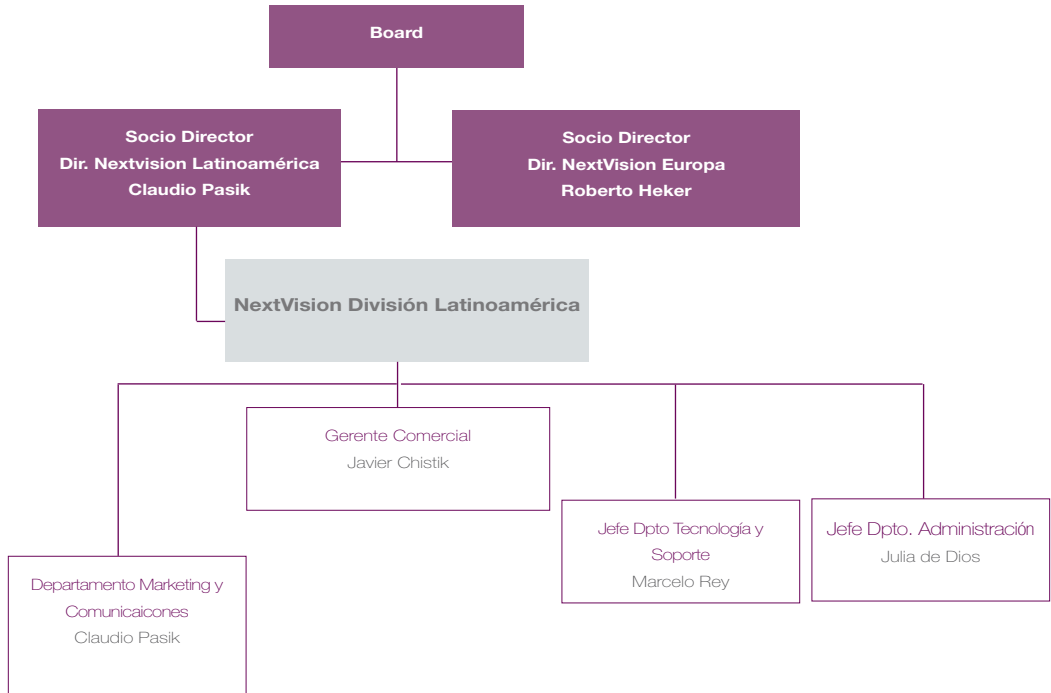 Board
Socio Director
Dir. Nextvision Latinoamérica
Claudio Pasik
Socio Director
Dir. NextVision Europa
Roberto Heker
NextVision División Latinoamérica
Gerente Comercial
Javier Chistik
Jefe Dpto Tecnología y
Soporte
Marcelo Rey
Jefe Dpto. Administración
Julia de Dios
Departamento Marketing y
Comunicaicones
Claudio Pasik